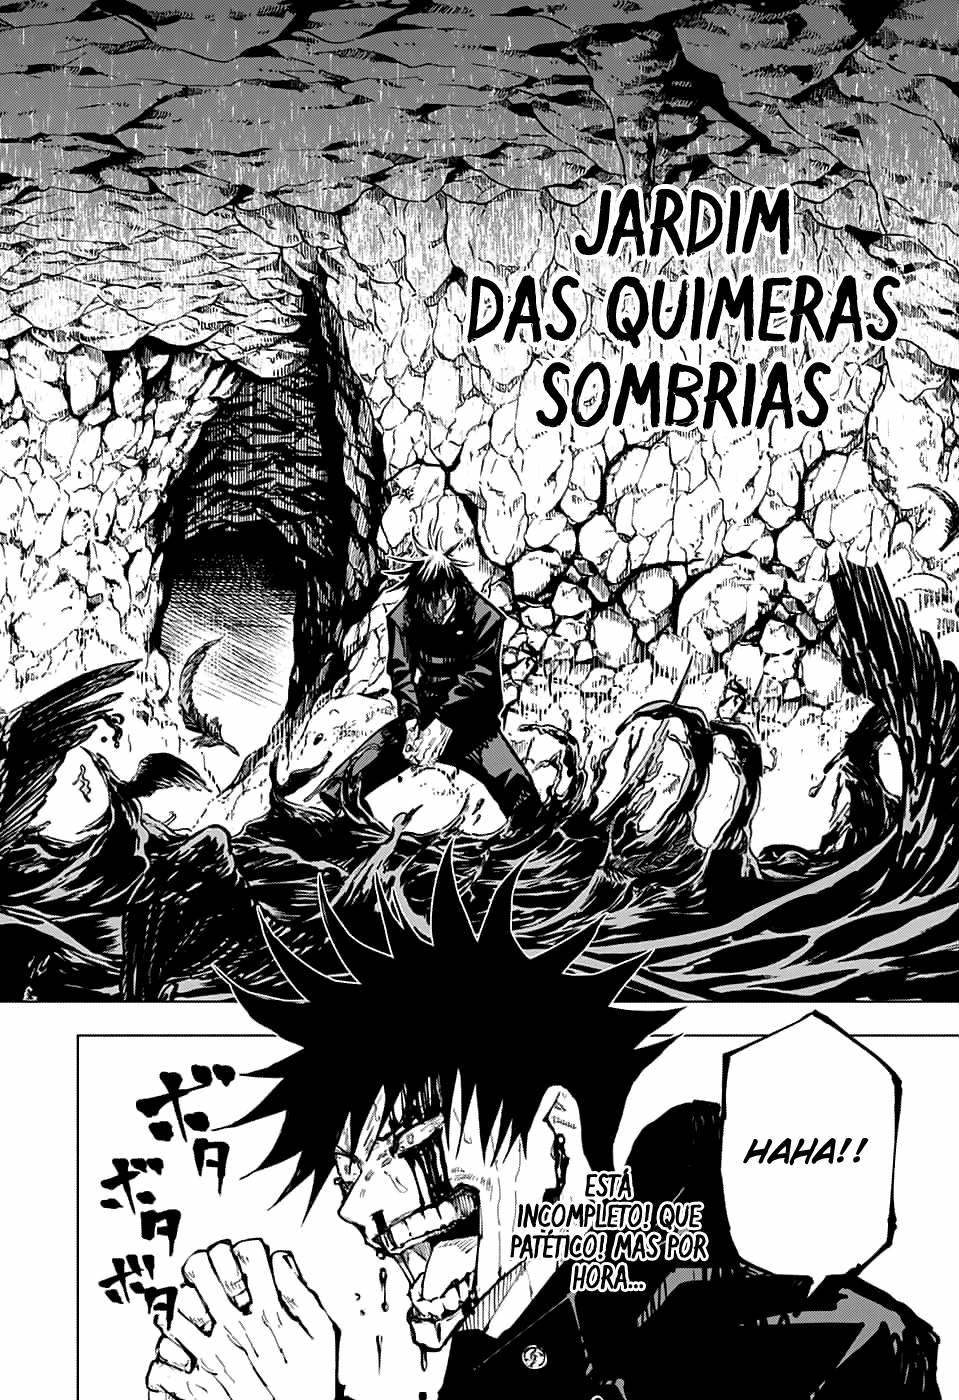 JARDIM
DAS QUIMERAS
SOMBRIAS
HAHA!!
ESTÁ
INCOMPLETO! QUE
PATÉTICO! MAS POR
HORA...
ボタ
ボタ
ボタ